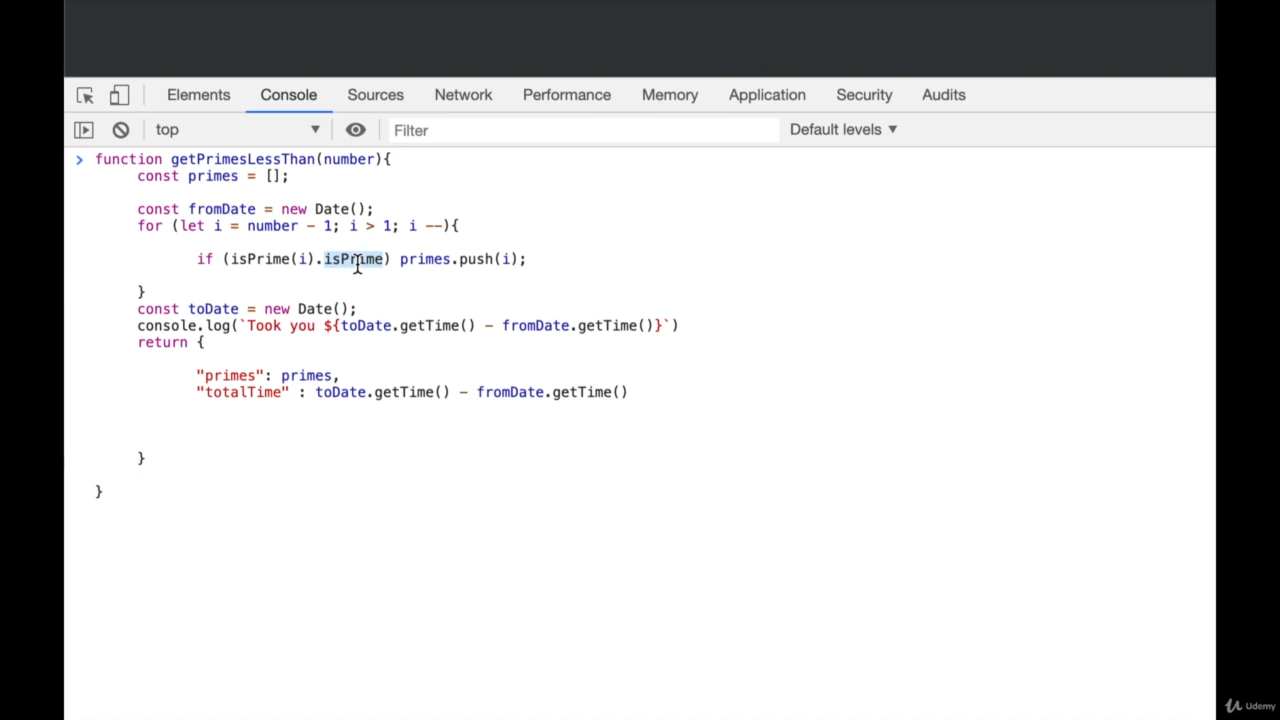 Elements Console Sources Network Performance Memory Application Security Audits
top ▼ Filter Default levels ▼
> function getPrimesLessThan(number){
const primes = [];
const fromDate = new Date();
for (let i = number - 1; i > 1; i --){
if (isPrime(i).isPrime) primes.push(i);
}
const toDate = new Date();
console.log(`Took you ${toDate.getTime() - fromDate.getTime()}`)
return {
"primes": primes,
"totalTime" : toDate.getTime() - fromDate.getTime()
}
}
Udemy